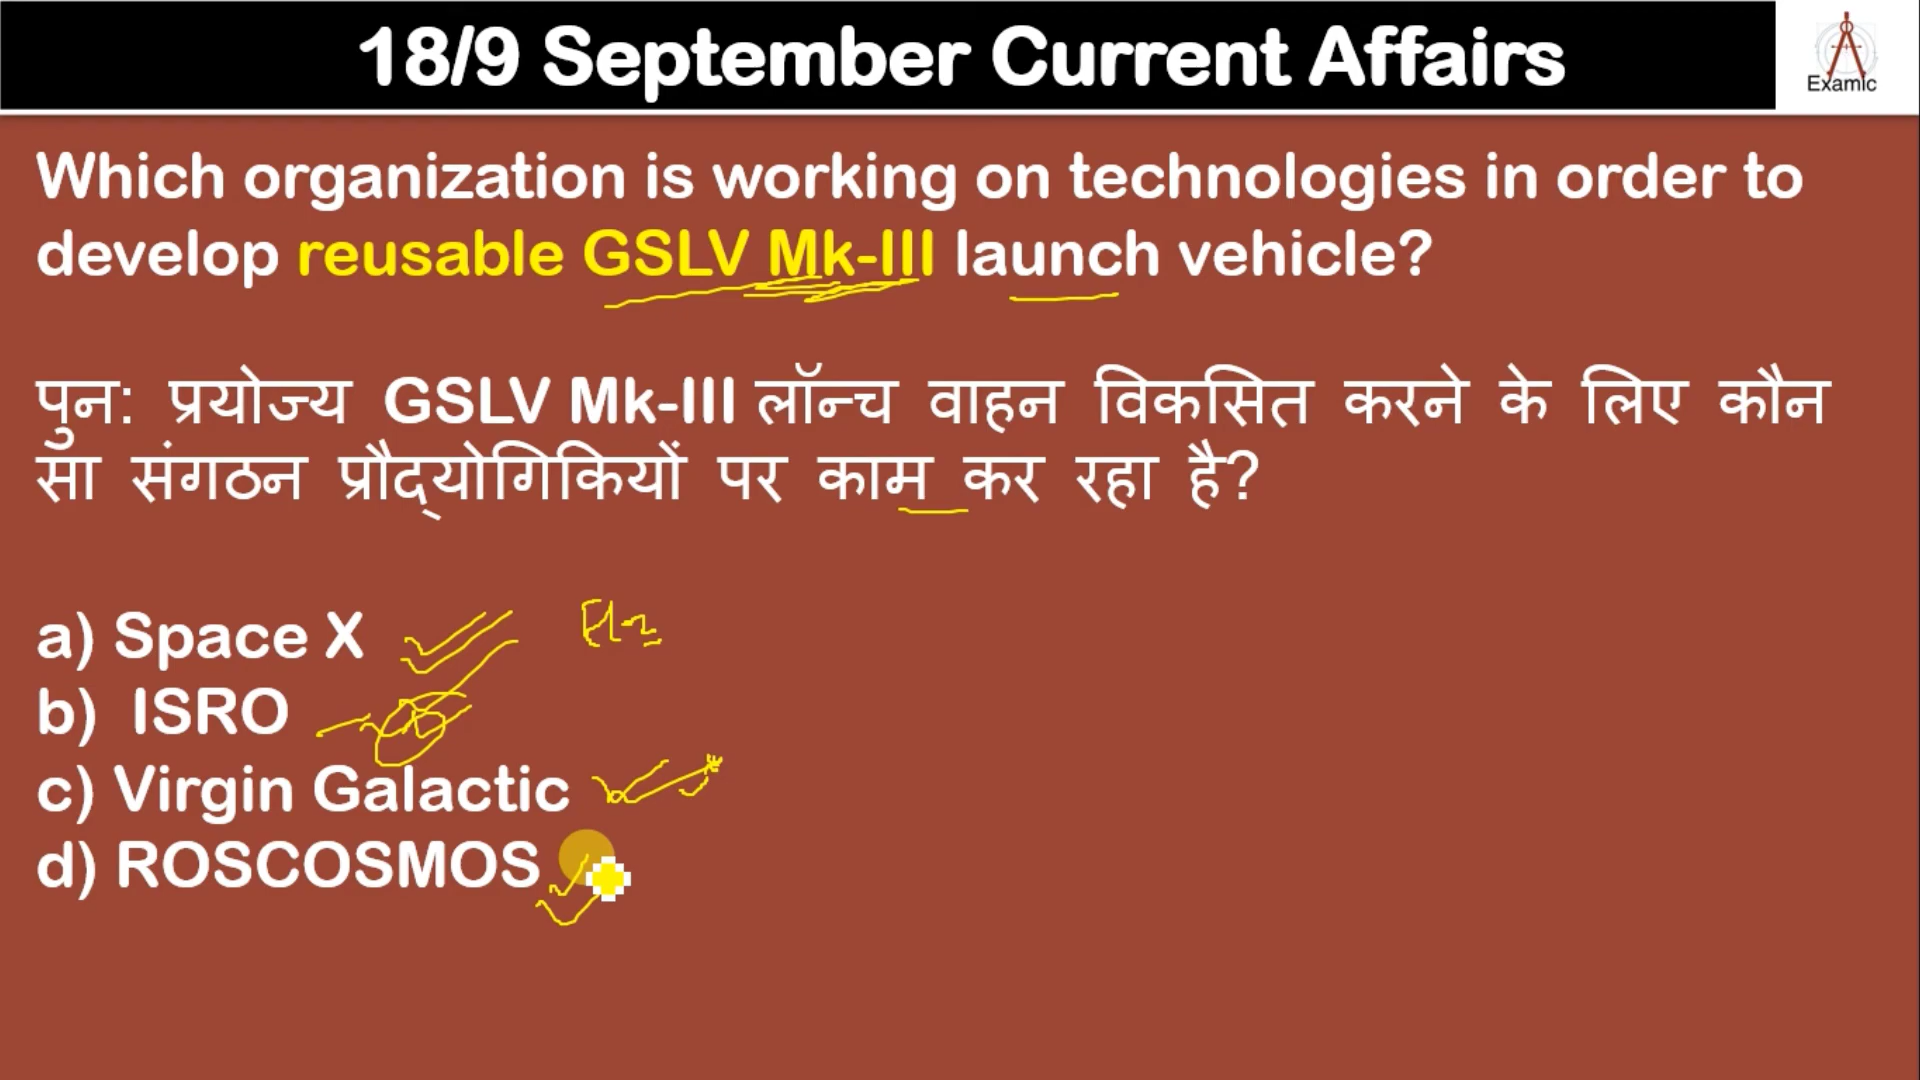 18/9 September Current Affairs
Examic
Which organization is working on technologies in order to
develop reusable GSLV Mk-III launch vehicle?
पुन: प्रयोज्य GSLV Mk-III लॉन्च वाहन विकसित करने के लिए कौन
सा संगठन प्रौद्योगिकियों पर काम कर रहा है?
a) Space X
b) ISRO
c) Virgin Galactic
d) ROSCOSMOS